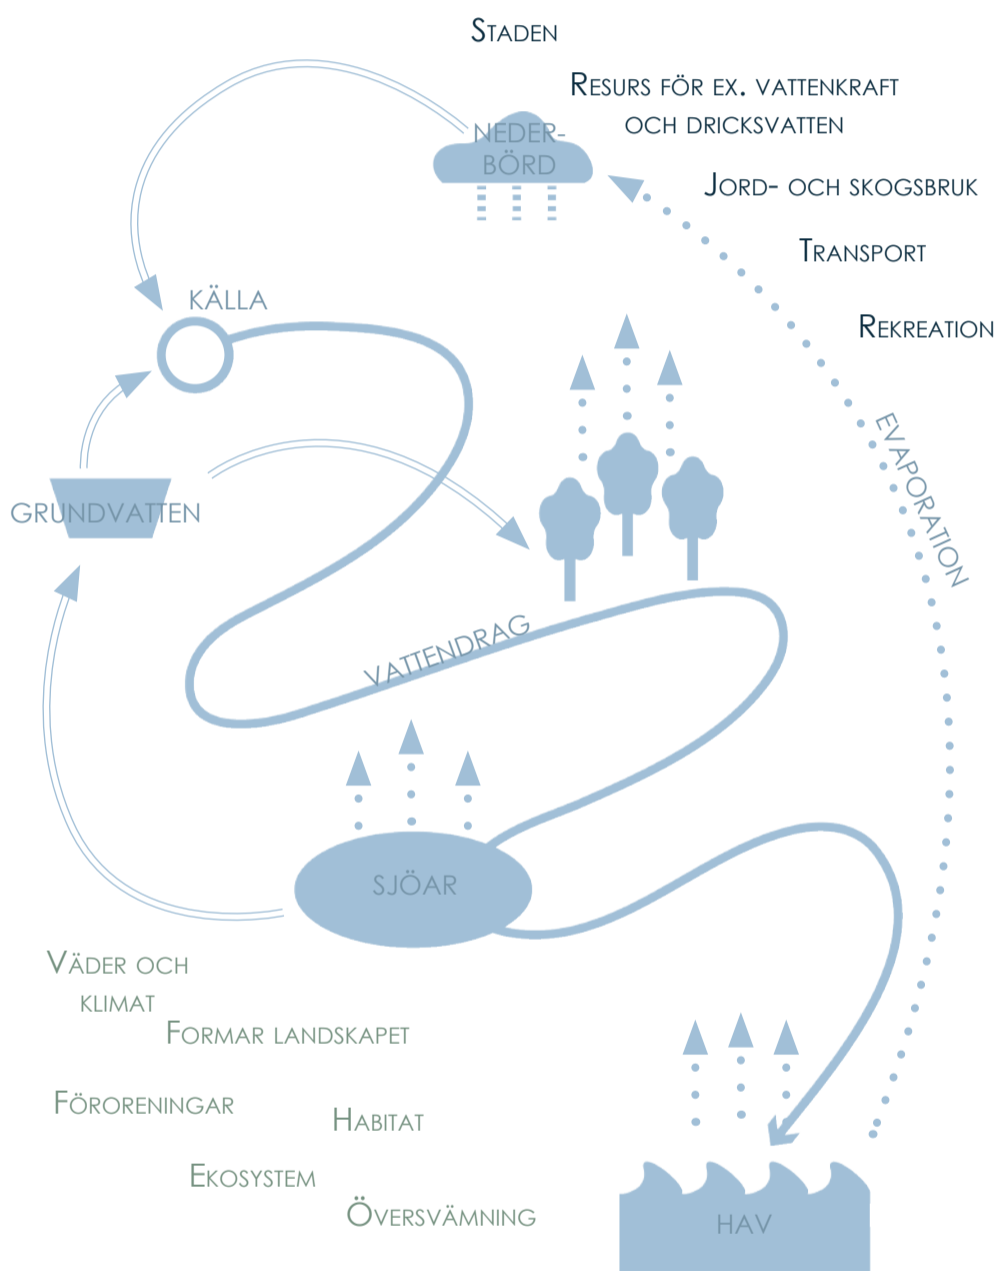 Staden
Resurs för ex. vattenkraft
och dricksvatten
NEDER-
BÖRD
Jord- och skogsbruk
Transport
KÄLLA
Rekreation
EVAPORATION
GRUNDVATTEN
VATTENDRAG
SJÖAR
Väder och
klimat
Formar landskapet
Föroreningar
Habitat
Ekosystem
Översvämning
HAV